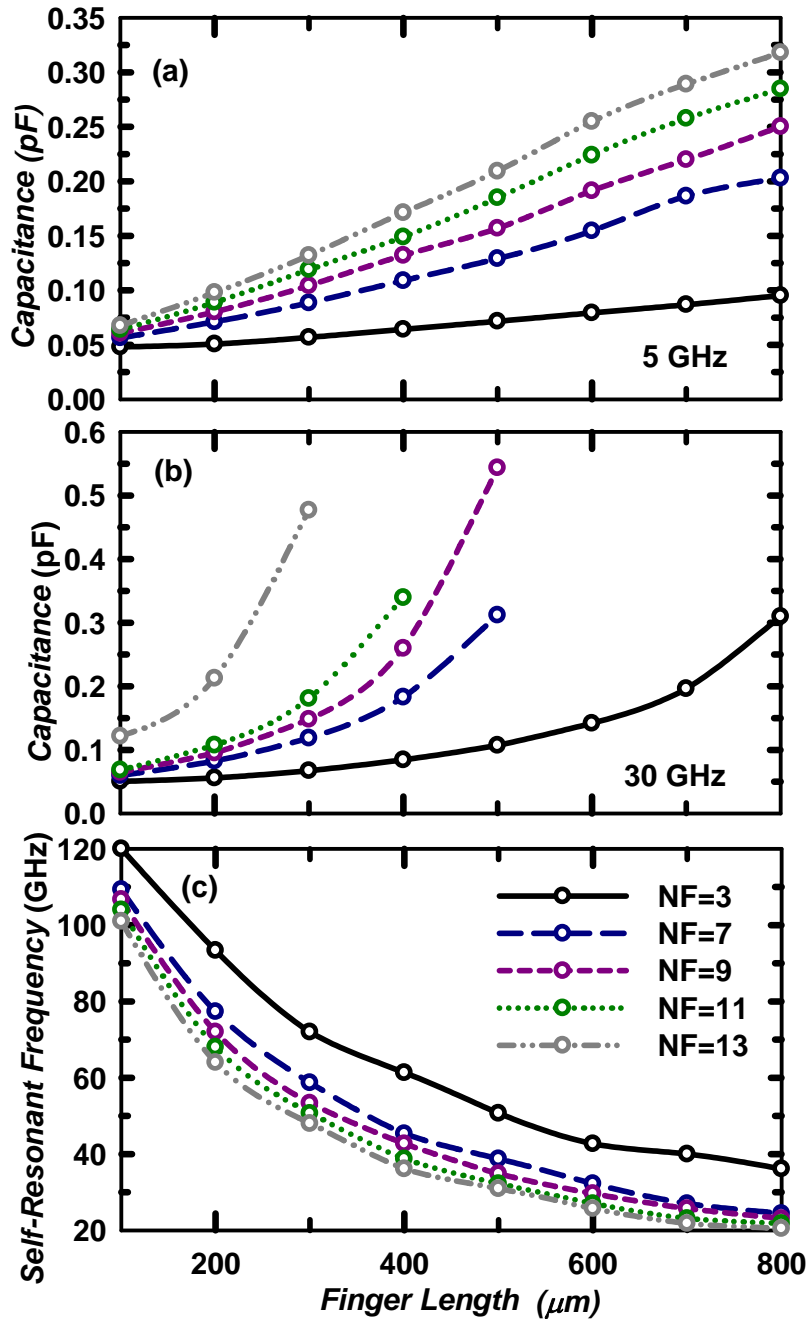 0.35
(a)
0.30
0.25
0.20
0.15
0.10
0.05
0.00
Capacitance (pF)
5 GHz
0.6
(b)
0.5
0.4
0.3
0.2
0.1
0.0
Capacitance (pF)
30 GHz
120
(c)
100
80
60
40
20
Self-Resonant Frequency (GHz)
NF=3
NF=7
NF=9
NF=11
NF=13
200 400 600 800
Finger Length (μm)